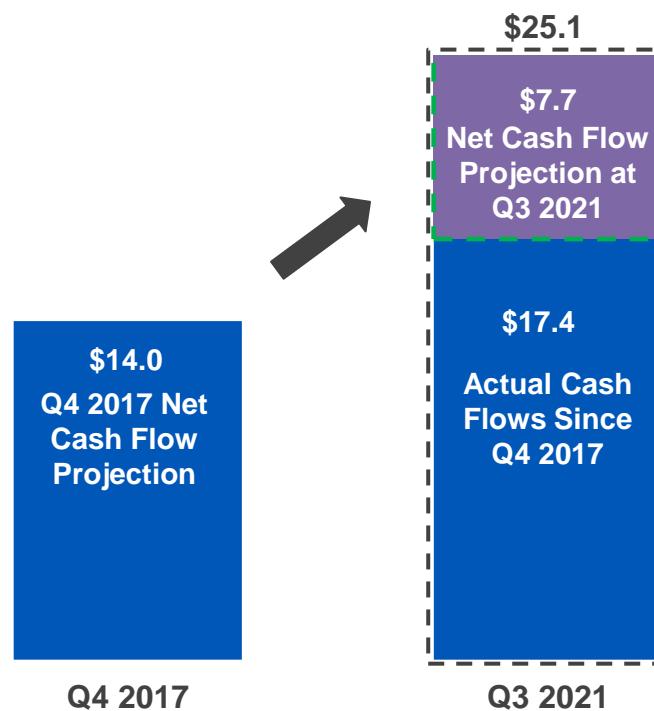 $14.0
Q4 2017 Net
Cash Flow
Projection
Q4 2017
$25.1
$7.7
Net Cash Flow
Projection at
Q3 2021
$17.4
Actual Cash
Flows Since
Q4 2017
Q3 2021